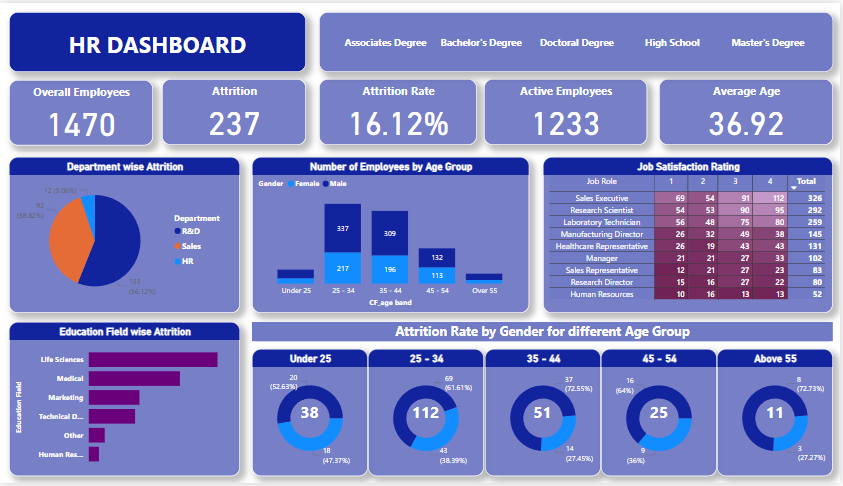 HR DASHBOARD
Associates Degree Bachelor's Degree Doctoral Degree High School Master's Degree
Overall Employees
1470
Attrition
237
Attrition Rate
16.12%
Active Employees
1233
Average Age
36.92
Department wise Attrition
12 (5.06%)
92
(38.82%)
133
(56.12%)
Department
R&D
Sales
HR
Number of Employees by Age Group
Gender Female Male
337
217
309
196
132
113
Under 25 25 - 34 35 - 44 45 - 54 Over 55
CF_age band
Job Satisfaction Rating
Job Role 1 2 3 4 Total
Sales Executive 69 54 91 112 326
Research Scientist 54 53 90 95 292
Laboratory Technician 56 48 75 80 259
Manufacturing Director 26 32 49 38 145
Healthcare Representative 26 19 43 43 131
Manager 21 21 27 33 102
Sales Representative 12 21 27 23 83
Research Director 15 16 27 22 80
Human Resources 10 16 13 13 52
Education Field wise Attrition
Education Field
Life Sciences
Medical
Marketing
Technical D...
Other
Human Res...
Attrition Rate by Gender for different Age Group
Under 25
20
(52.63%)
38
18
(47.37%)
25 - 34
69
(61.61%)
112
43
(38.39%)
35 - 44
37
(72.55%)
51
14
(27.45%)
45 - 54
16
(64%)
25
9
(36%)
Above 55
8
(72.73%)
11
3
(27.27%)